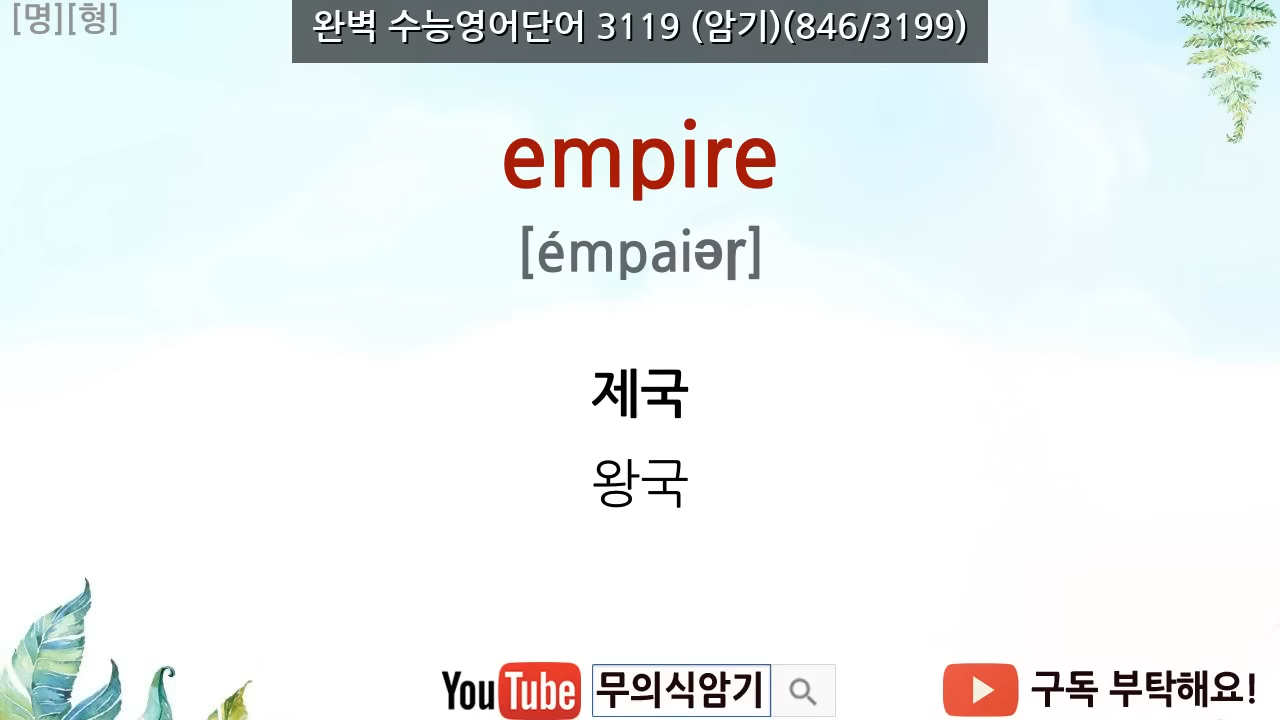 [명][형]
완벽 수능영어단어 3119 (암기)(846/3199)
empire
[émpaiər]
제국
왕국
YouTube 무의식암기
구독 부탁해요!